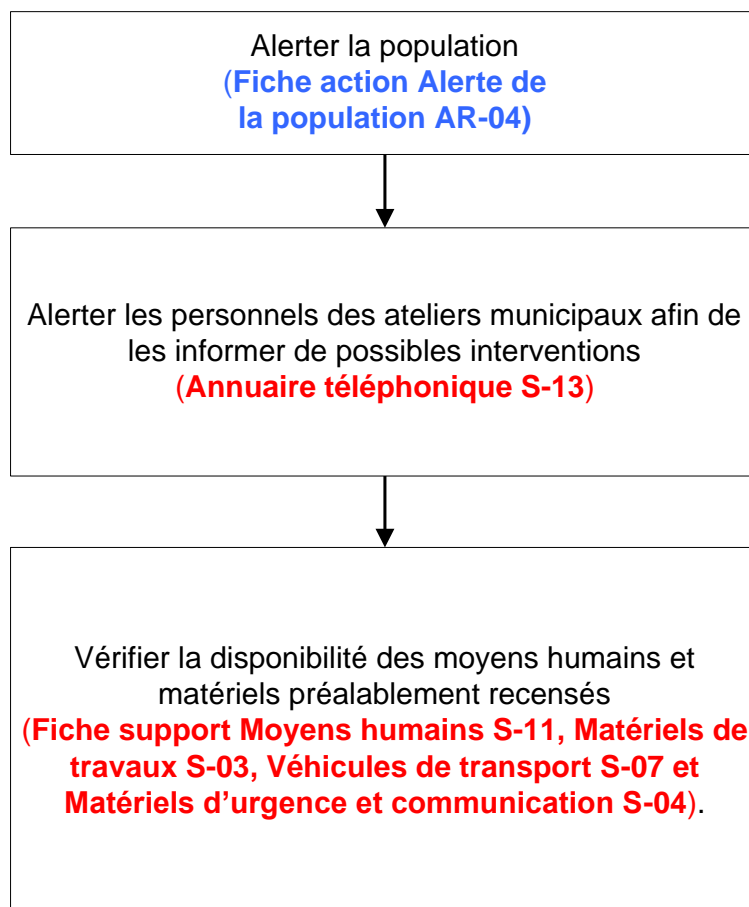 Alerter la population
(Fiche action Alerte de
la population AR-04)
Alerter les personnels des ateliers municipaux afin de
les informer de possibles interventions
(Annuaire téléphonique S-13)
Vérifier la disponibilité des moyens humains et
matériels préalablement recensés
(Fiche support Moyens humains S-11, Matériels de
travaux S-03, Véhicules de transport S-07 et
Matériels d’urgence et communication S-04).